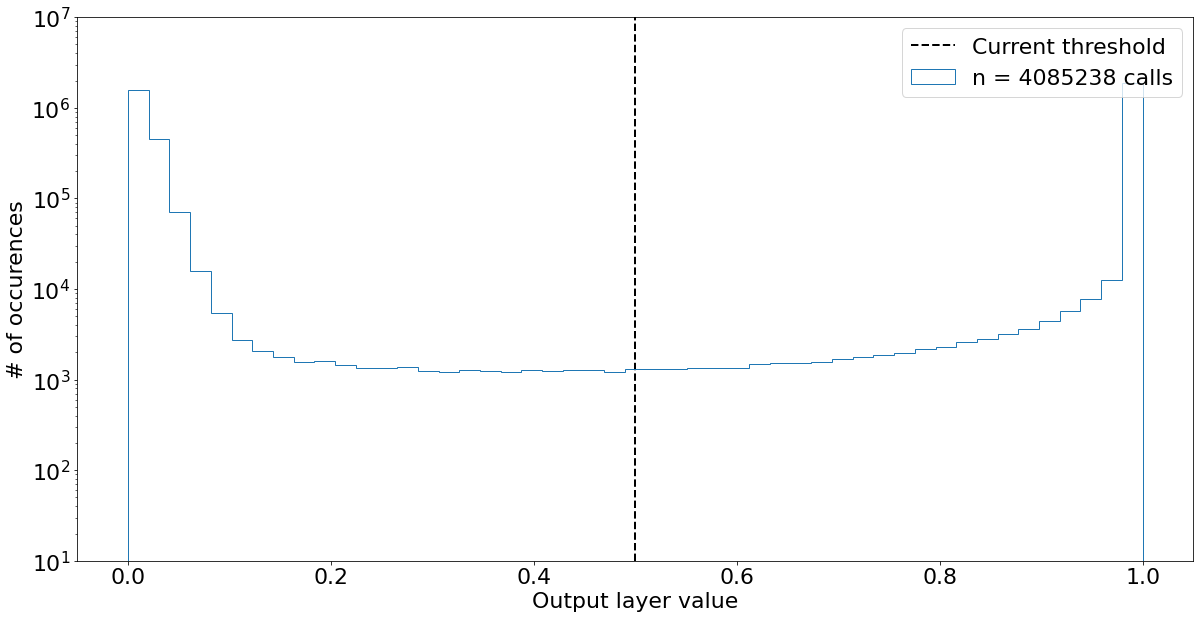 Current threshold
n = 4085238 calls
# of occurences
10^7
10^6
10^5
10^4
10^3
10^2
10^1
0.0 0.2 0.4 0.6 0.8 1.0
Output layer value